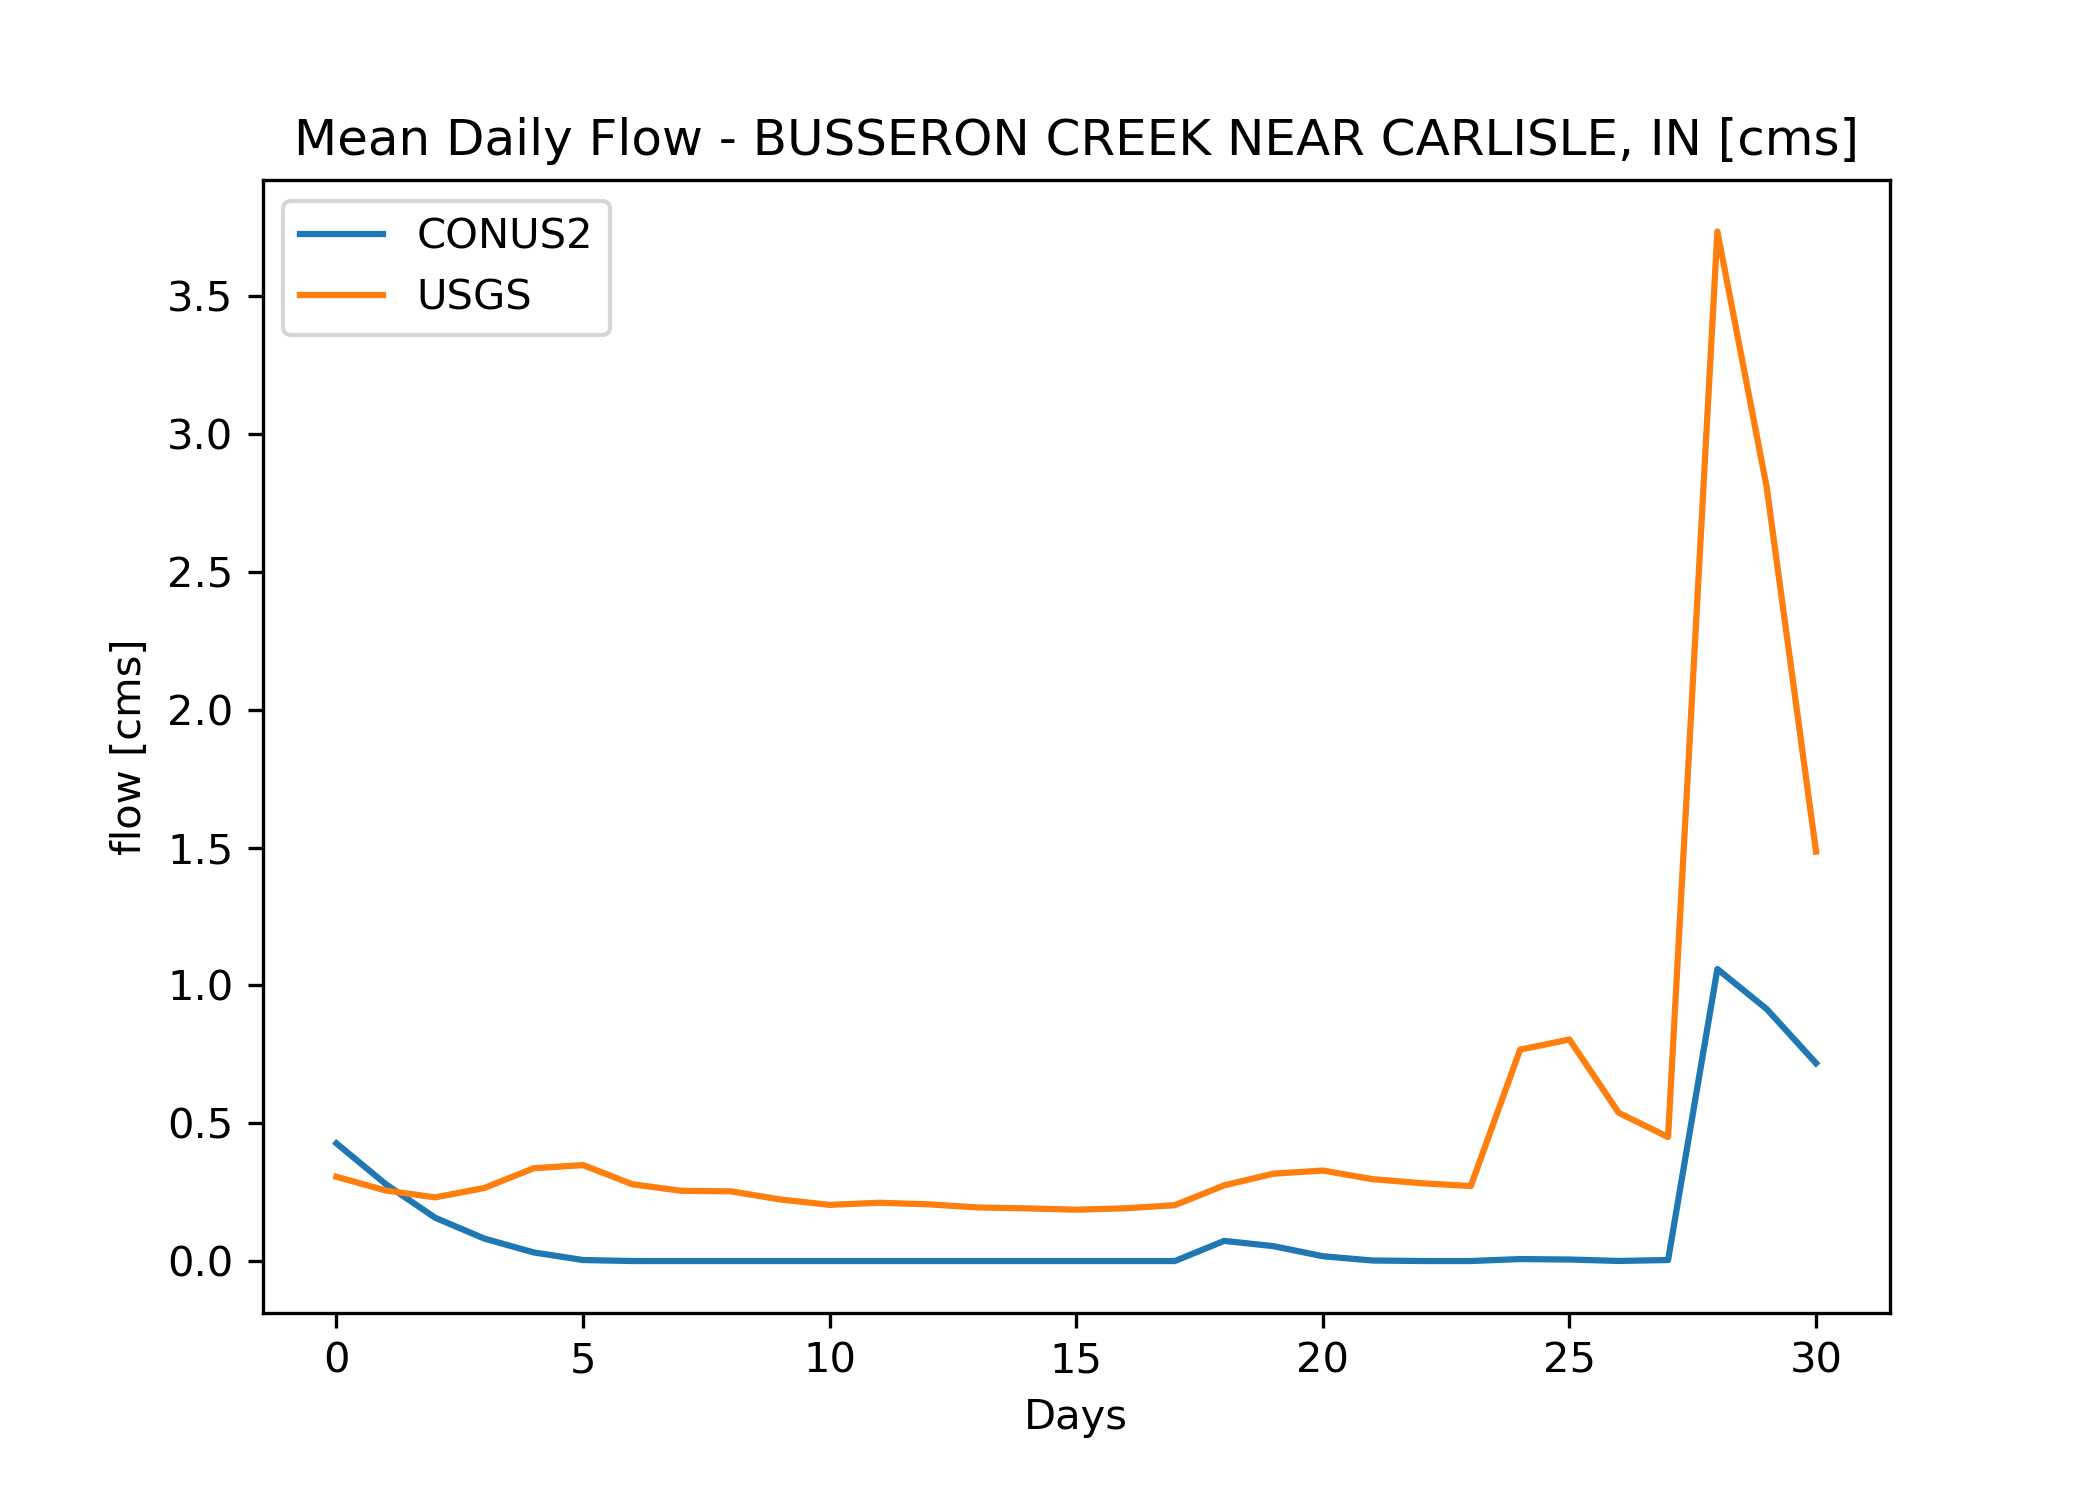 Mean Daily Flow - BUSSERON CREEK NEAR CARLISLE, IN [cms]
CONUS2
USGS
3.5
3.0
2.5
2.0
1.5
1.0
0.5
0.0
flow [cms]
0 5 10 15 20 25 30
Days